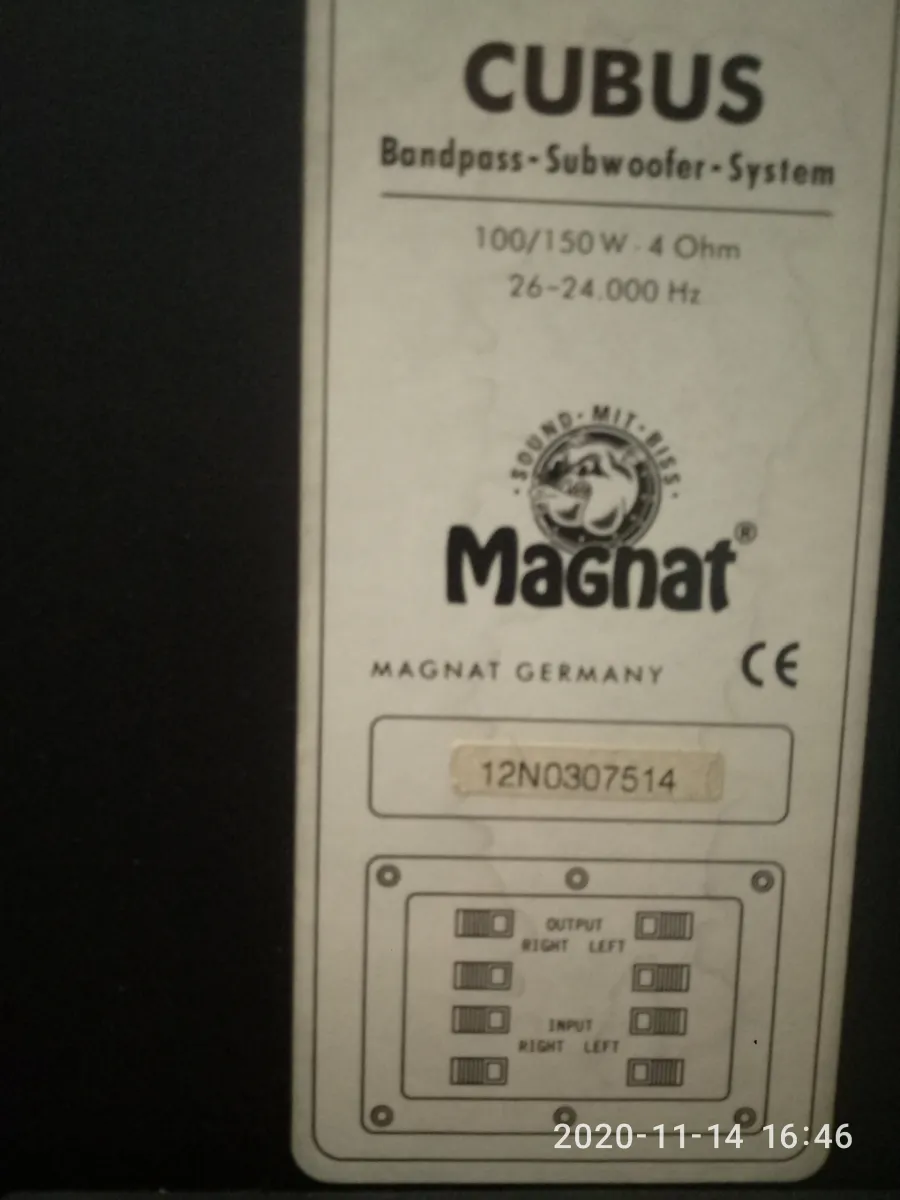 CUBUS
Bandpass-Subwoofer-System
100/150 W · 4 Ohm
26-24.000 Hz
·SOUND·MIT·BISS·
Magnat®
MAGNAT GERMANY CE
12N0307514
OUTPUT
RIGHT LEFT
INPUT
RIGHT LEFT
2020-11-14 16:46